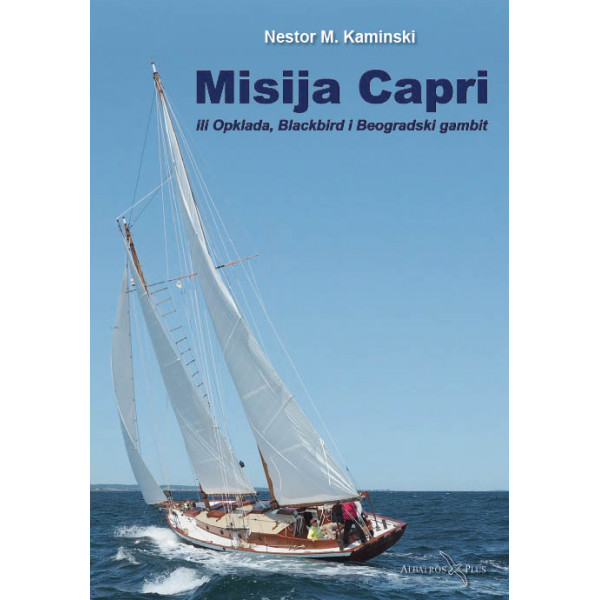 Nestor M. Kaminski
Misija Capri
ili Opklada, Blackbird i Beogradski gambit
ALBATROS PLUS